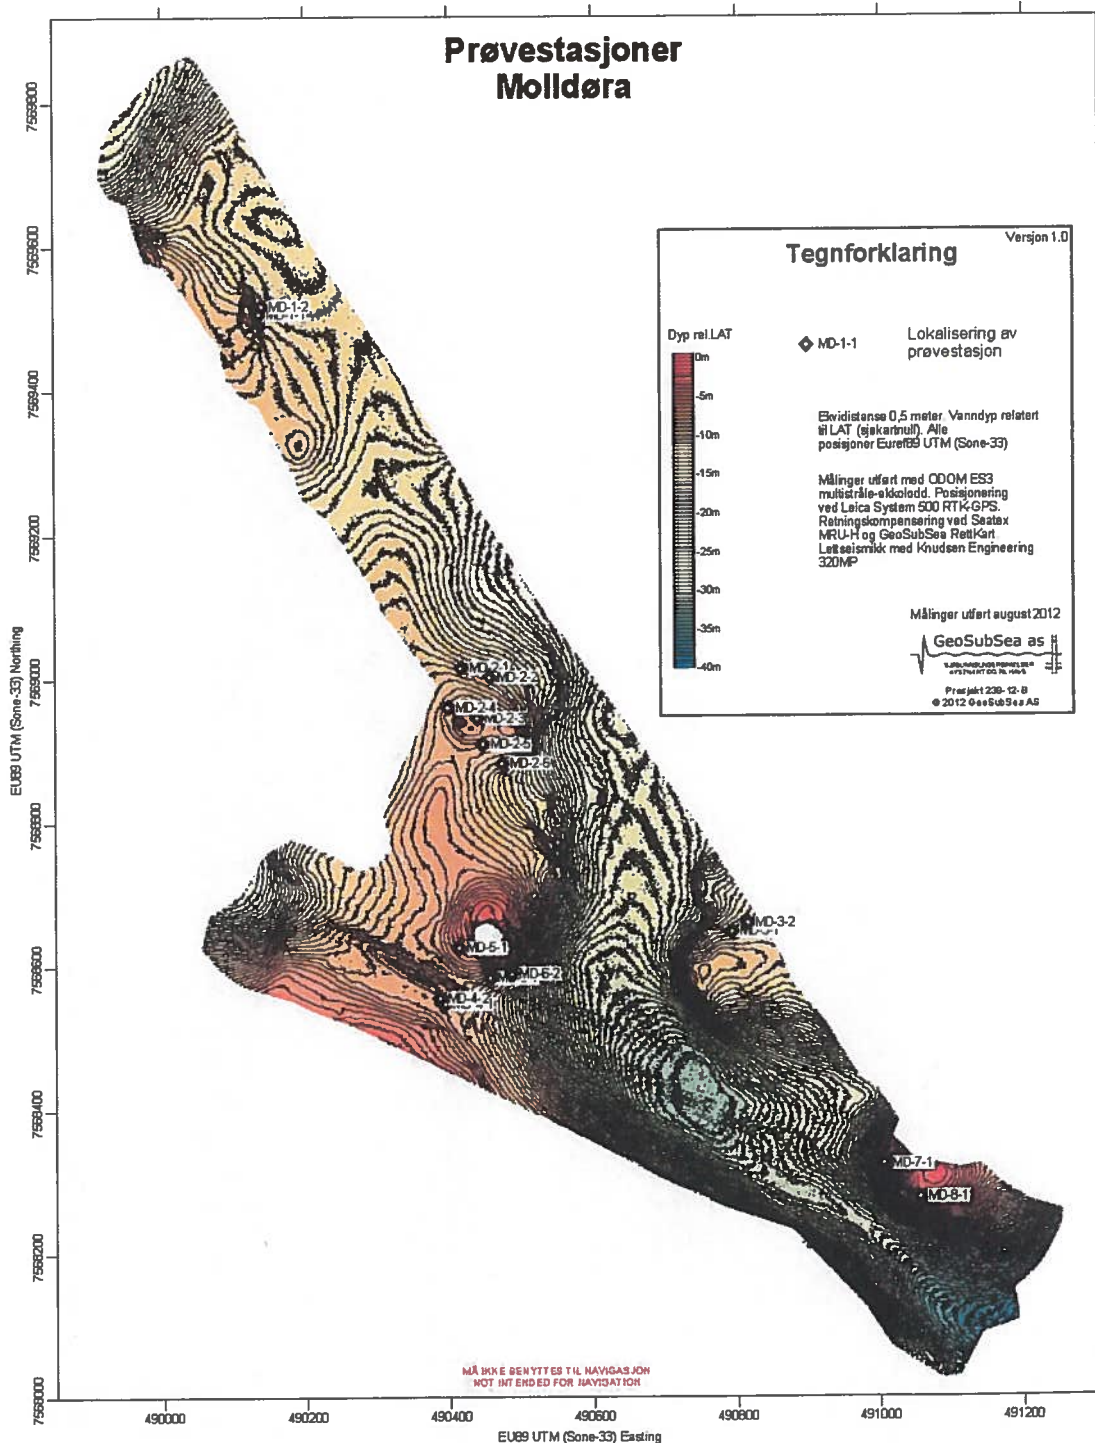 Prøvestasjoner
Molldøra
Versjon 1.0
Tegnforklaring
Dyp rel.LAT
0m
-5m
-10m
-15m
-20m
-25m
-30m
-35m
-40m
MD-1-1
Lokalisering av
prøvestasjon
Ekvidistanse 0,5 meter. Vanndyp relatert
til LAT (sjøkartnull). Alle
posisjoner Euref89 UTM (Sone-33)
Målinger utført med ODOM ES3
multistråle-ekkolodd. Posisjonering
ved Leica System 500 RTK-GPS.
Retningskompensering ved Seatex
MRU-H og GeoSubSea RettKart
Lettseismikk med Knudsen Engineering
320MP
Målinger utført august 2012
GeoSubSea as
Prosjekt 239-12-B
© 2012 GeoSubSea AS
MD-1-2
MD-2-1
MD-2-2
MD-2-4
MD-2-3
MD-2-5
MD-2-6
MD-3-2
MD-5-1
MD-6-2
MD-4-2
MD-7-1
MD-8-1
EU89 UTM (Sone-33) Northing
7569800
7569600
7569400
7569200
7569000
7568800
7568600
7568400
7568200
7568000
MÅ IKKE BENYTTES TIL NAVIGASJON
NOT INTENDED FOR NAVIGATION
490000
490200
490400
490600
490800
491000
491200
EU89 UTM (Sone-33) Easting